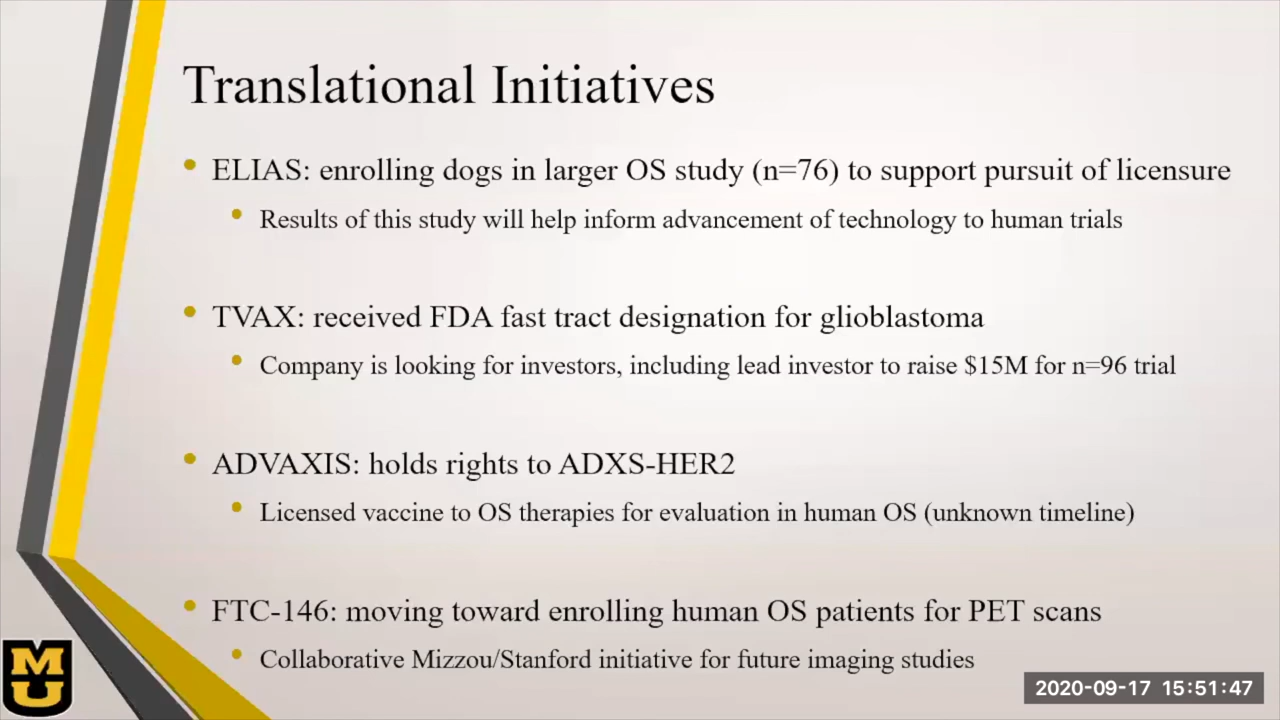 Translational Initiatives
ELIAS: enrolling dogs in larger OS study (n=76) to support pursuit of licensure
Results of this study will help inform advancement of technology to human trials
TVAX: received FDA fast tract designation for glioblastoma
Company is looking for investors, including lead investor to raise $15M for n=96 trial
ADVAXIS: holds rights to ADXS-HER2
Licensed vaccine to OS therapies for evaluation in human OS (unknown timeline)
FTC-146: moving toward enrolling human OS patients for PET scans
Collaborative Mizzou/Stanford initiative for future imaging studies
MU
2020-09-17 15:51:47